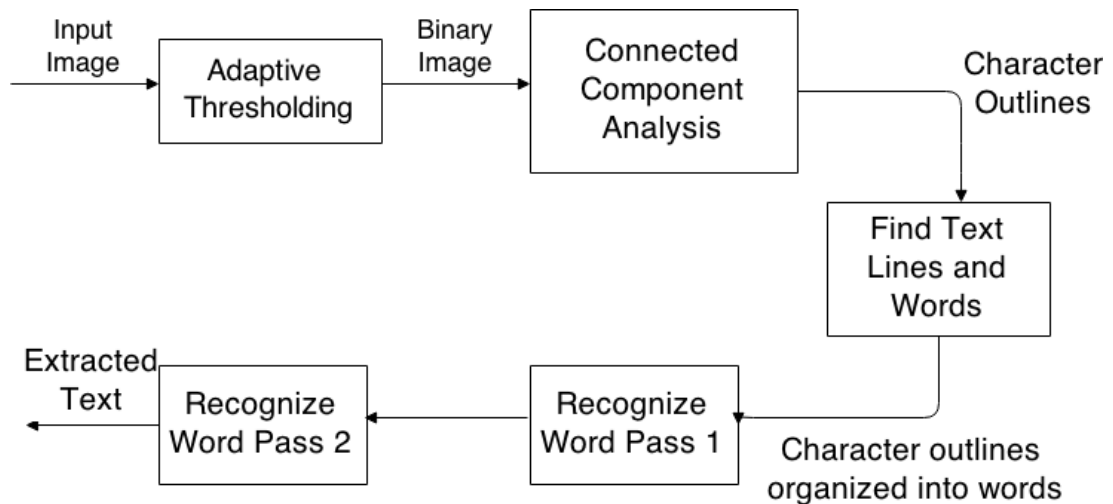 Input
Image
Adaptive
Thresholding
Binary
Image
Connected
Component
Analysis
Character
Outlines
Find Text
Lines and
Words
Character outlines
organized into words
Recognize
Word Pass 1
Recognize
Word Pass 2
Extracted
Text